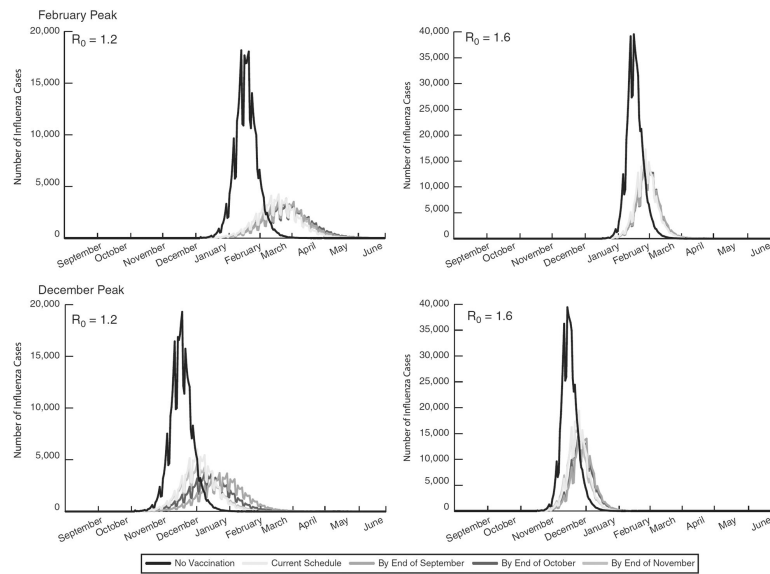 February Peak
R0 = 1.2
Number of Influenza Cases
20,000
15,000
10,000
5,000
0
September October November December January February March April May June
R0 = 1.6
Number of Influenza Cases
40,000
35,000
30,000
25,000
20,000
15,000
10,000
5,000
0
September October November December January February March April May June
December Peak
R0 = 1.2
Number of Influenza Cases
20,000
15,000
10,000
5,000
0
September October November December January February March April May June
R0 = 1.6
Number of Influenza Cases
40,000
35,000
30,000
25,000
20,000
15,000
10,000
5,000
0
September October November December January February March April May June
No Vaccination Current Schedule By End of September By End of October By End of November